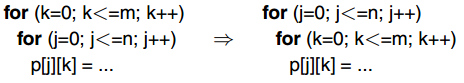 for (k=0; k<=m; k++)
for (j=0; j<=n; j++)
p[j][k] = ...
⇒
for (j=0; j<=n; j++)
for (k=0; k<=m; k++)
p[j][k] = ...